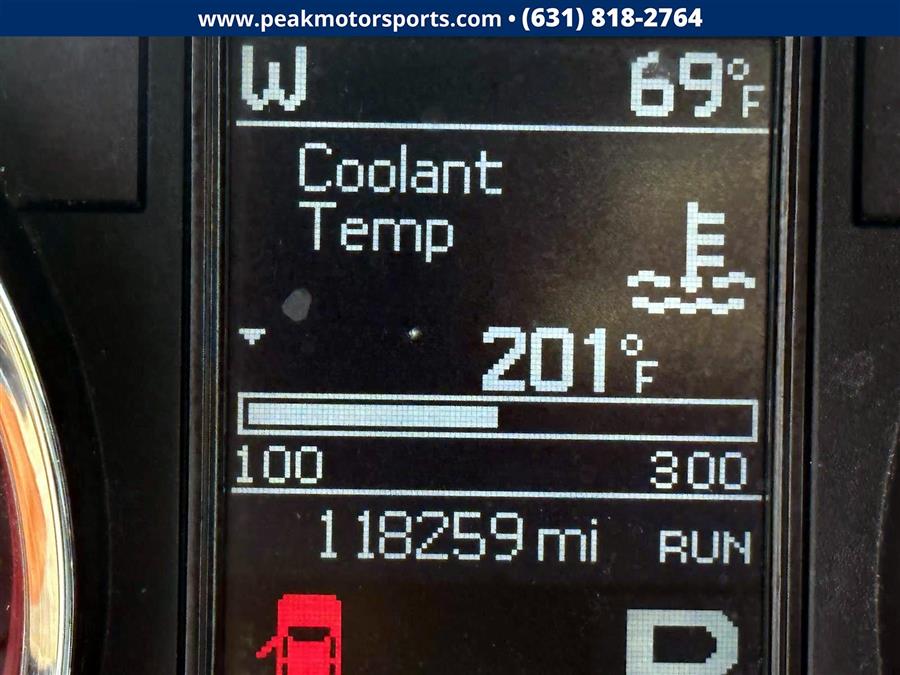 www.peakmotorsports.com • (631) 818-2764
W 69°F
Coolant
Temp
201°F
100 300
118259 mi RUN
P